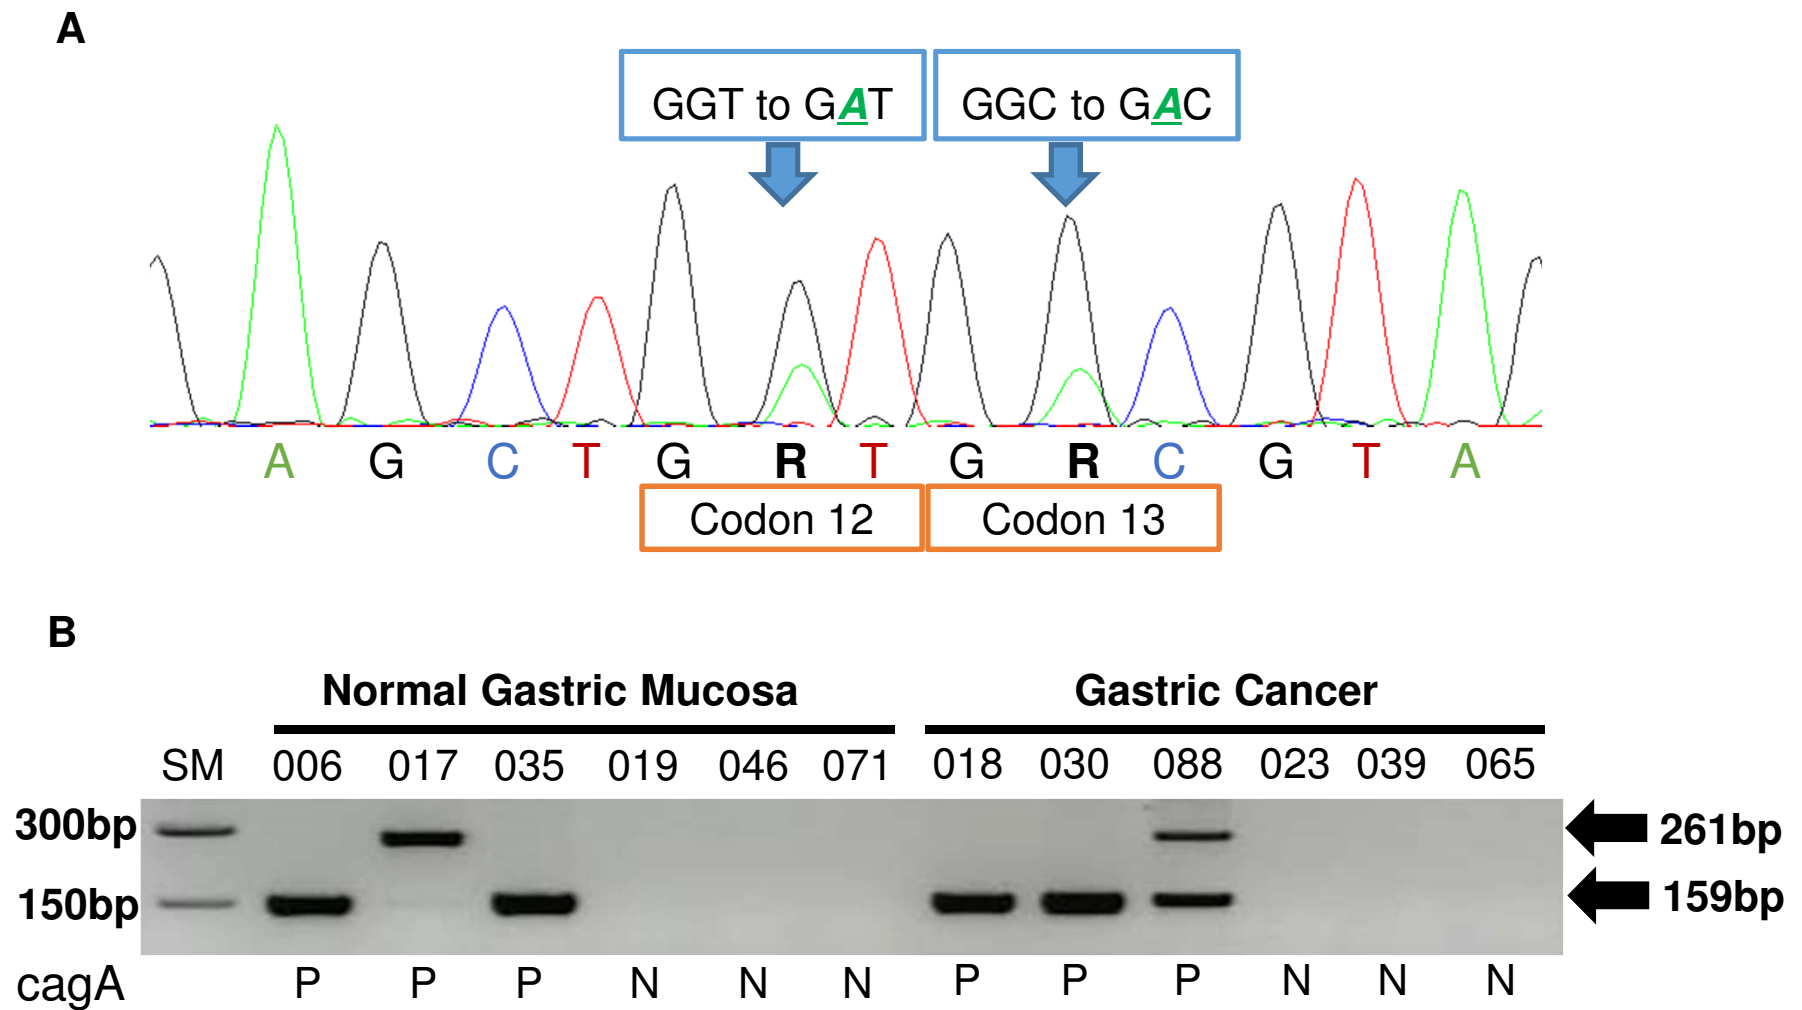 A
GGT to GAT GGC to GAC
A G C T G R T G R C G T A
Codon 12 Codon 13
B
Normal Gastric Mucosa Gastric Cancer
SM 006 017 035 019 046 071 018 030 088 023 039 065
300bp 261bp
150bp 159bp
cagA P P P N N N P P P N N N